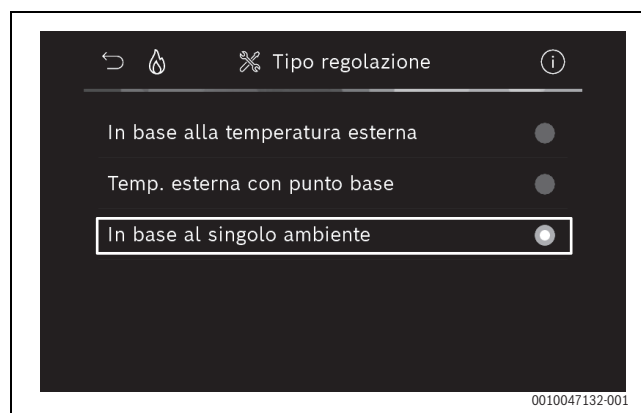 Tipo regolazione
In base alla temperatura esterna
Temp. esterna con punto base
In base al singolo ambiente
0010047132-001